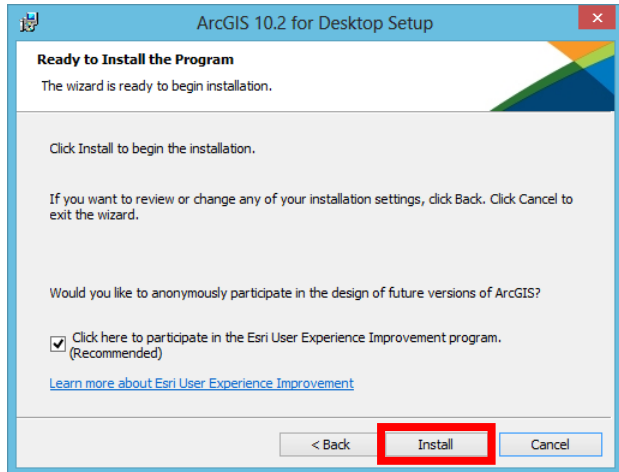 ArcGIS 10.2 for Desktop Setup
Ready to Install the Program
The wizard is ready to begin installation.
Click Install to begin the installation.
If you want to review or change any of your installation settings, click Back. Click Cancel to
exit the wizard.
Would you like to anonymously participate in the design of future versions of ArcGIS?
Click here to participate in the Esri User Experience Improvement program.
(Recommended)
Learn more about Esri User Experience Improvement
< Back Install Cancel